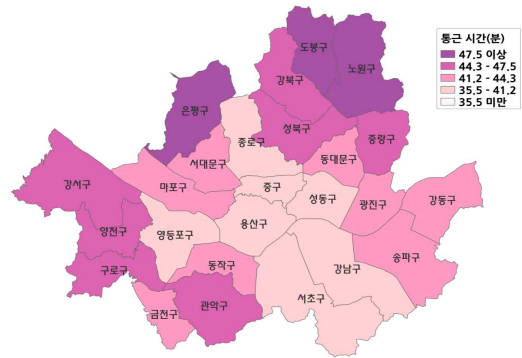 통근 시간(분)
47.5 이상
44.3 - 47.5
41.2 - 44.3
35.5 - 41.2
35.5 미만
도봉구
노원구
강북구
은평구
성북구
중랑구
종로구
서대문구
동대문구
강서구
마포구
중구
성동구
광진구
강동구
양천구
영등포구
용산구
구로구
동작구
강남구
송파구
금천구
관악구
서초구